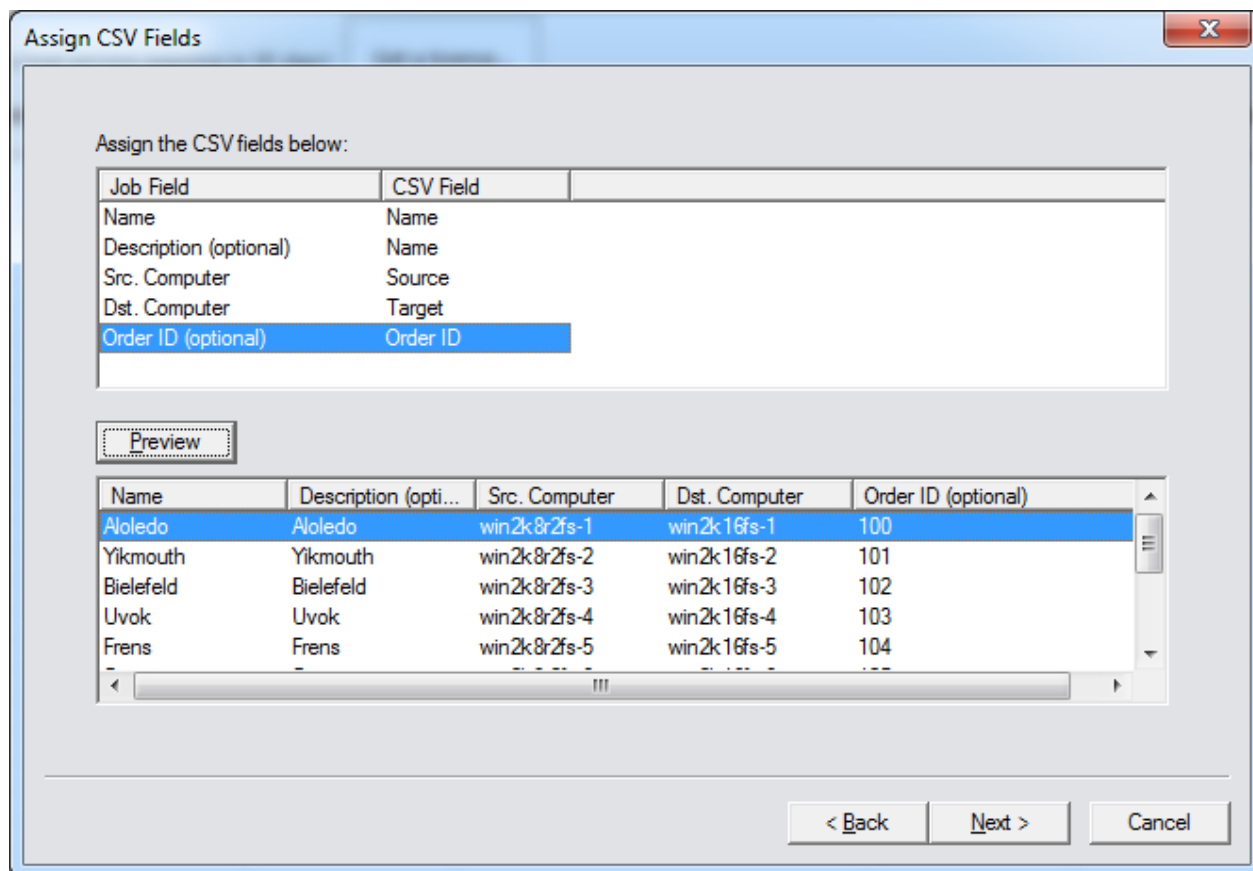 Assign CSV Fields
Assign the CSV fields below:
Job Field CSV Field
Name Name
Description (optional) Name
Src. Computer Source
Dst. Computer Target
Order ID (optional) Order ID
Preview
Name Description (opti... Src. Computer Dst. Computer Order ID (optional)
Aloledo Aloledo win2k8r2fs-1 win2k16fs-1 100
Yikmouth Yikmouth win2k8r2fs-2 win2k16fs-2 101
Bielefeld Bielefeld win2k8r2fs-3 win2k16fs-3 102
Uvok Uvok win2k8r2fs-4 win2k16fs-4 103
Frens Frens win2k8r2fs-5 win2k16fs-5 104
< Back Next > Cancel